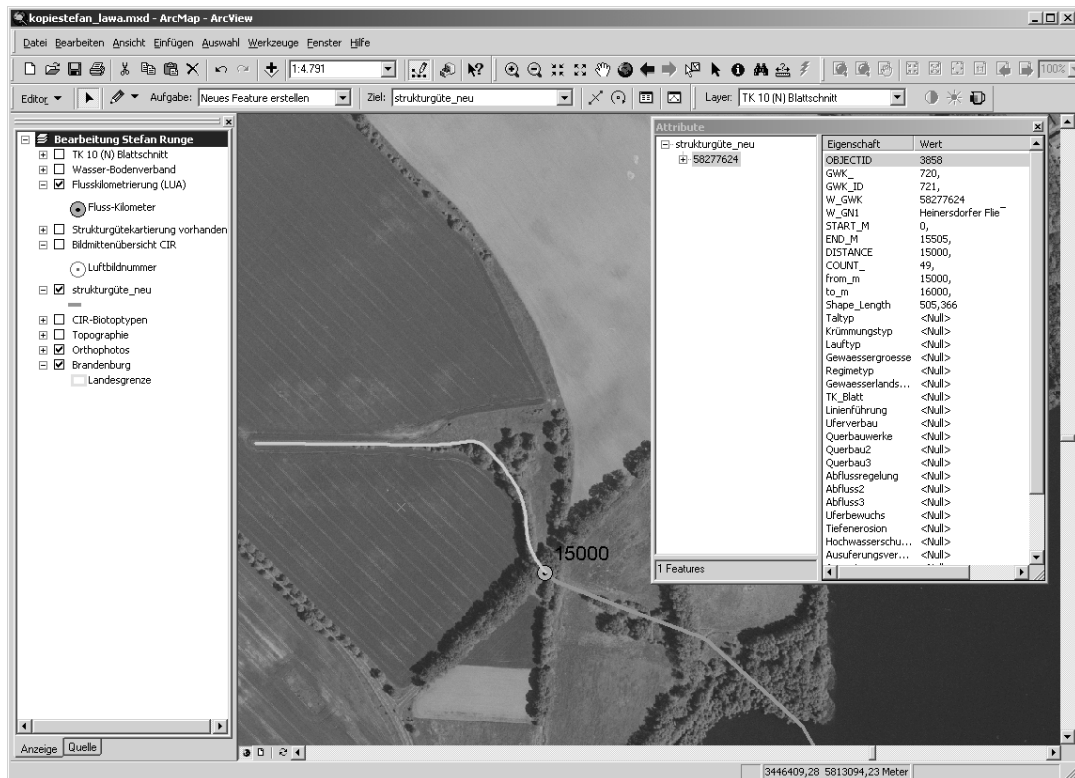 kopiestefan_lawa.mxd - ArcMap - ArcView
Datei Bearbeiten Ansicht Einfügen Auswahl Werkzeuge Fenster Hilfe
1:4.791
100%
Editor Aufgabe: Neues Feature erstellen Ziel: strukturgüte_neu Layer: TK 10 (N) Blattschnitt
Bearbeitung Stefan Runge
TK 10 (N) Blattschnitt
Wasser-Bodenverband
Flusskilometrierung (LUA)
Fluss-Kilometer
Strukturgütekartierung vorhanden
Bildmittenübersicht CIR
Luftbildnummer
strukturgüte_neu
CIR-Biotoptypen
Topographie
Orthophotos
Brandenburg
Landesgrenze
Anzeige Quelle
15000
Attribute
strukturgüte_neu
58277624
1 Features
Eigenschaft Wert
OBJECTID 3858
GWK_ 720,
GWK_ID 721,
W_GWK 58277624
W_GN1 Heinersdorfer Flie_
START_M 0,
END_M 15505,
DISTANCE 15000,
COUNT_ 49,
from_m 15000,
to_m 16000,
Shape_Length 505,366
Taltyp <Null>
Krümmungstyp <Null>
Lauftyp <Null>
Gewaessergroesse <Null>
Regimetyp <Null>
Gewaesserlands... <Null>
TK_Blatt <Null>
Linienführung <Null>
Uferverbau <Null>
Querbauwerke <Null>
Querbau2 <Null>
Querbau3 <Null>
Abflussregelung <Null>
Abfluss2 <Null>
Abfluss3 <Null>
Uferbewuchs <Null>
Tiefenerosion <Null>
Hochwasserschu... <Null>
Ausuferungsver... <Null>
3446409,28 5813094,23 Meter